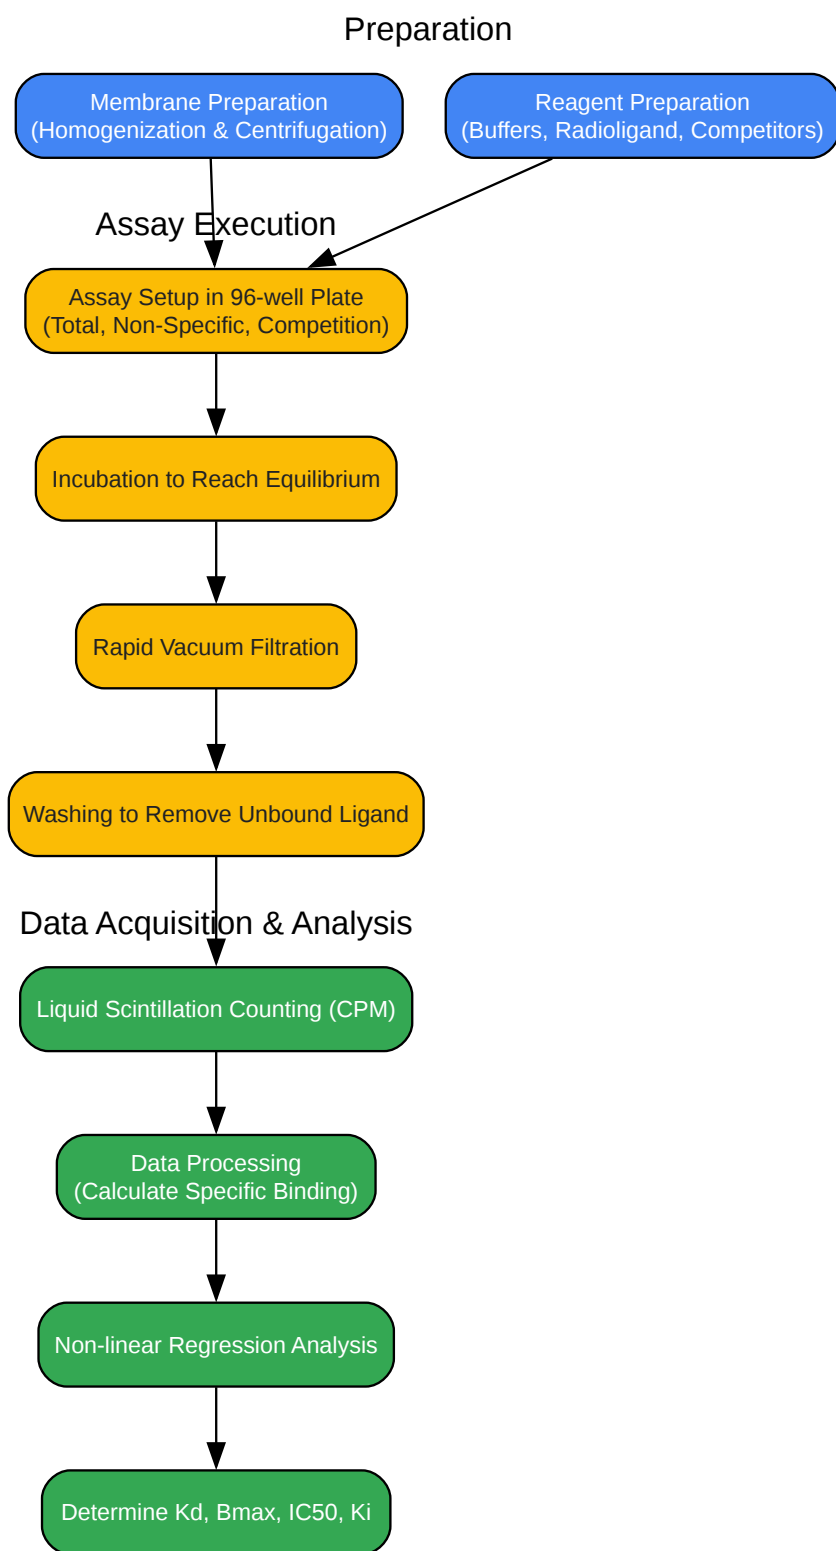 Preparation
Membrane Preparation
(Homogenization & Centrifugation)
Reagent Preparation
(Buffers, Radioligand, Competitors)
Assay Execution
Assay Setup in 96-well Plate
(Total, Non-Specific, Competition)
Incubation to Reach Equilibrium
Rapid Vacuum Filtration
Washing to Remove Unbound Ligand
Data Acquisition & Analysis
Liquid Scintillation Counting (CPM)
Data Processing
(Calculate Specific Binding)
Non-linear Regression Analysis
Determine Kd, Bmax, IC50, Ki